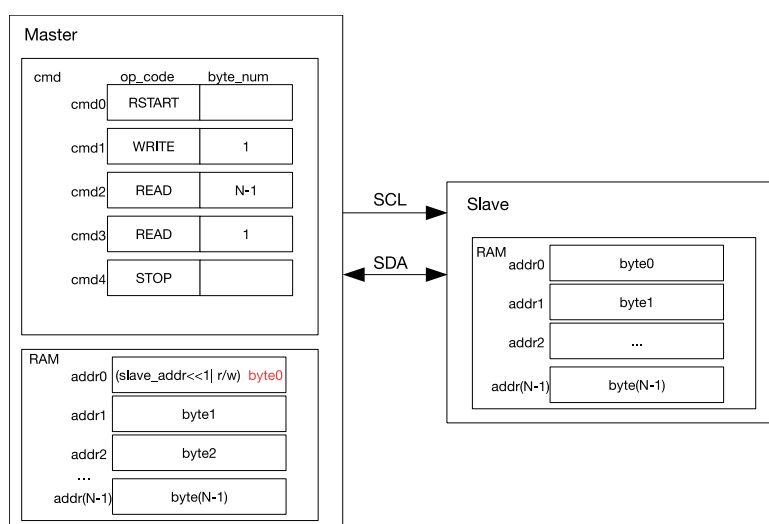 Master
cmd op_code byte_num
cmd0 RSTART
cmd1 WRITE 1
cmd2 READ N-1
cmd3 READ 1
cmd4 STOP
RAM
addr0 (slave_addr<<1| r/w) byte0
addr1 byte1
addr2 byte2
...
addr(N-1) byte(N-1)
SCL
SDA
Slave
RAM
addr0 byte0
addr1 byte1
addr2 ...
addr(N-1) byte(N-1)